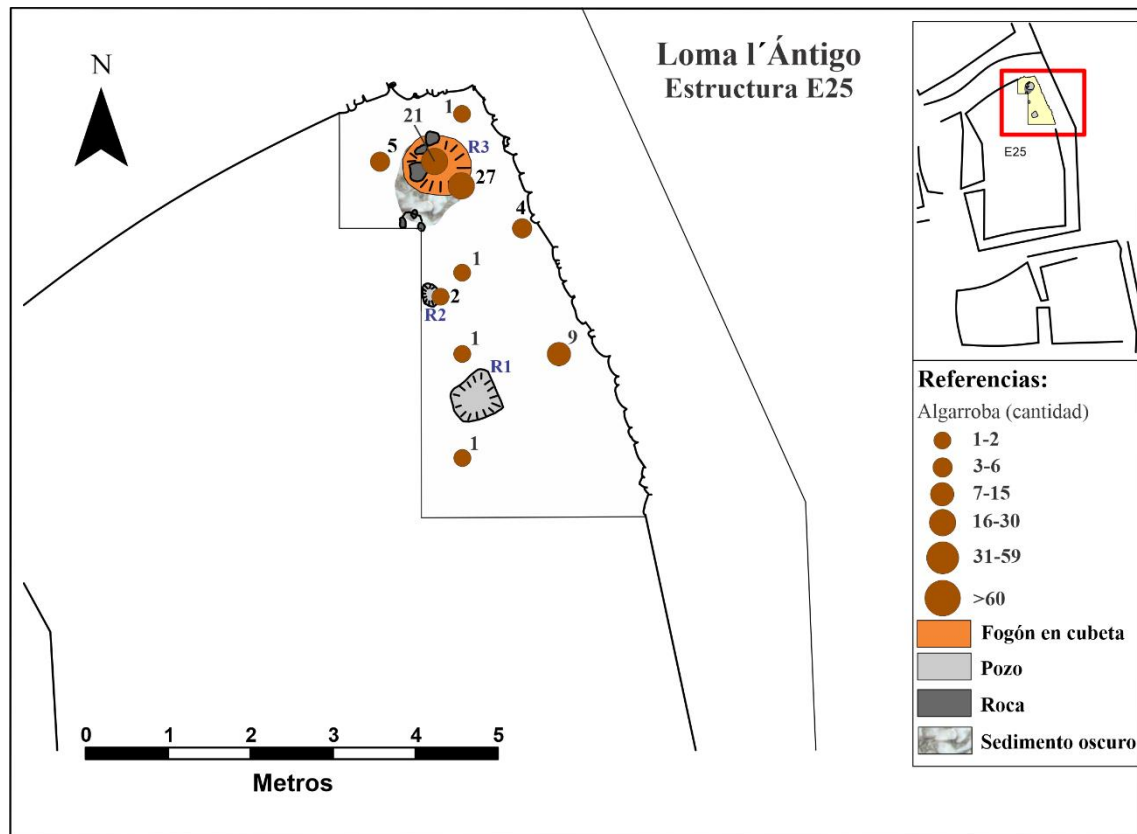 Loma l´Ántigo
Estructura E25
N
1
21
R3
5
27
4
1
2
R2
1
9
R1
1
0 1 2 3 4 5
Metros
E25
Referencias:
Algarroba (cantidad)
1-2
3-6
7-15
16-30
31-59
>60
Fogón en cubeta
Pozo
Roca
Sedimento oscuro